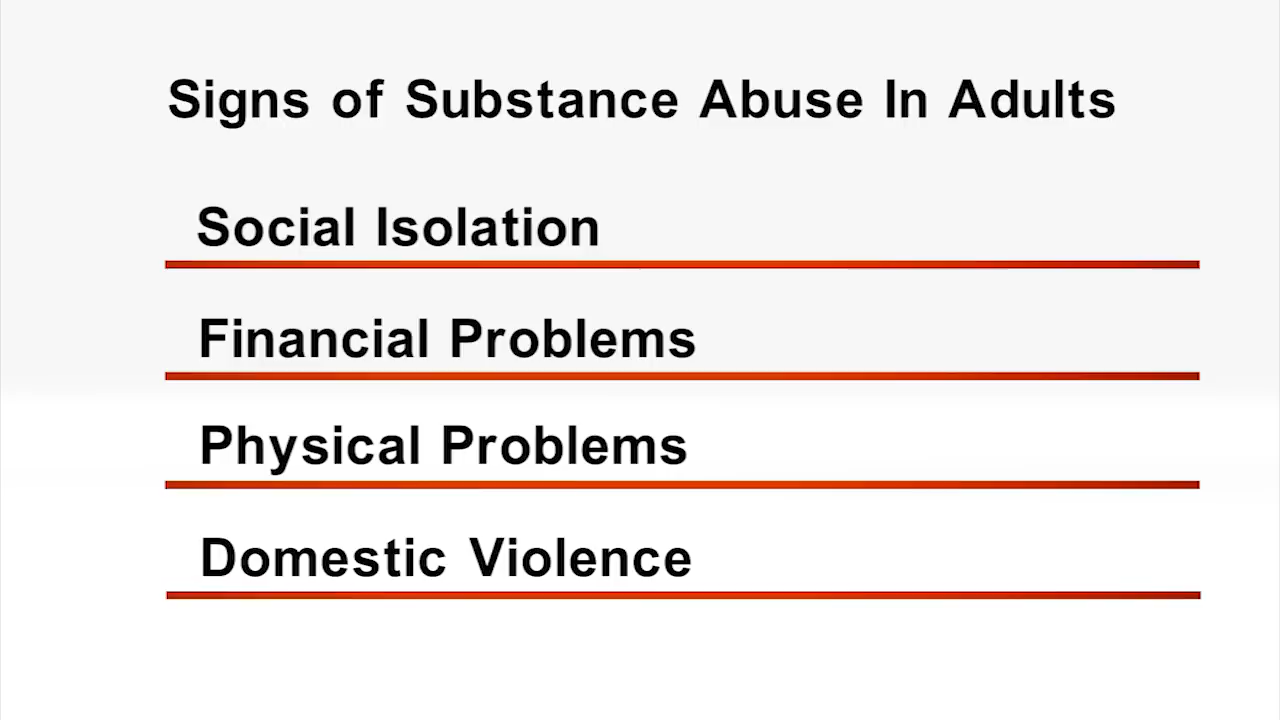 Signs of Substance Abuse In Adults
Social Isolation
Financial Problems
Physical Problems
Domestic Violence